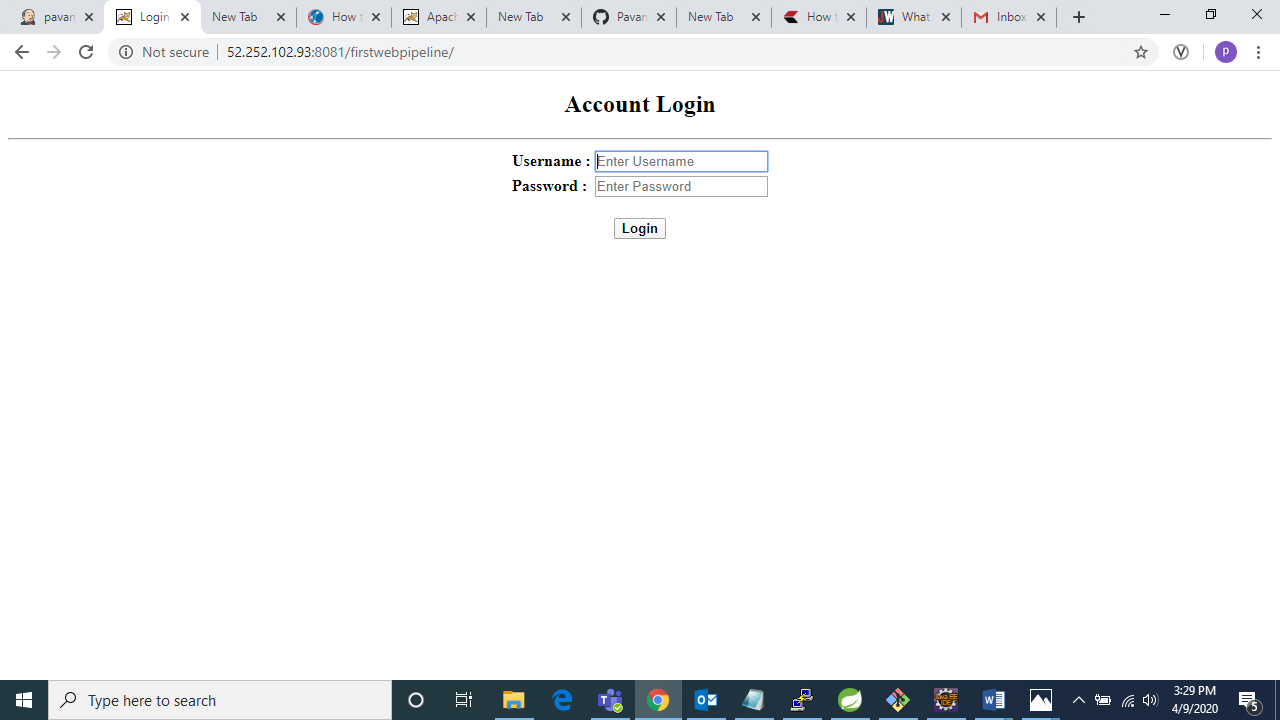 pavan Login New Tab How t Apach New Tab Pavan New Tab How t What Inbox
Not secure 52.252.102.93:8081/firstwebpipeline/ p
Account Login
Username : Enter Username
Password : Enter Password
Login
Type here to search
3:29 PM
4/9/2020
5